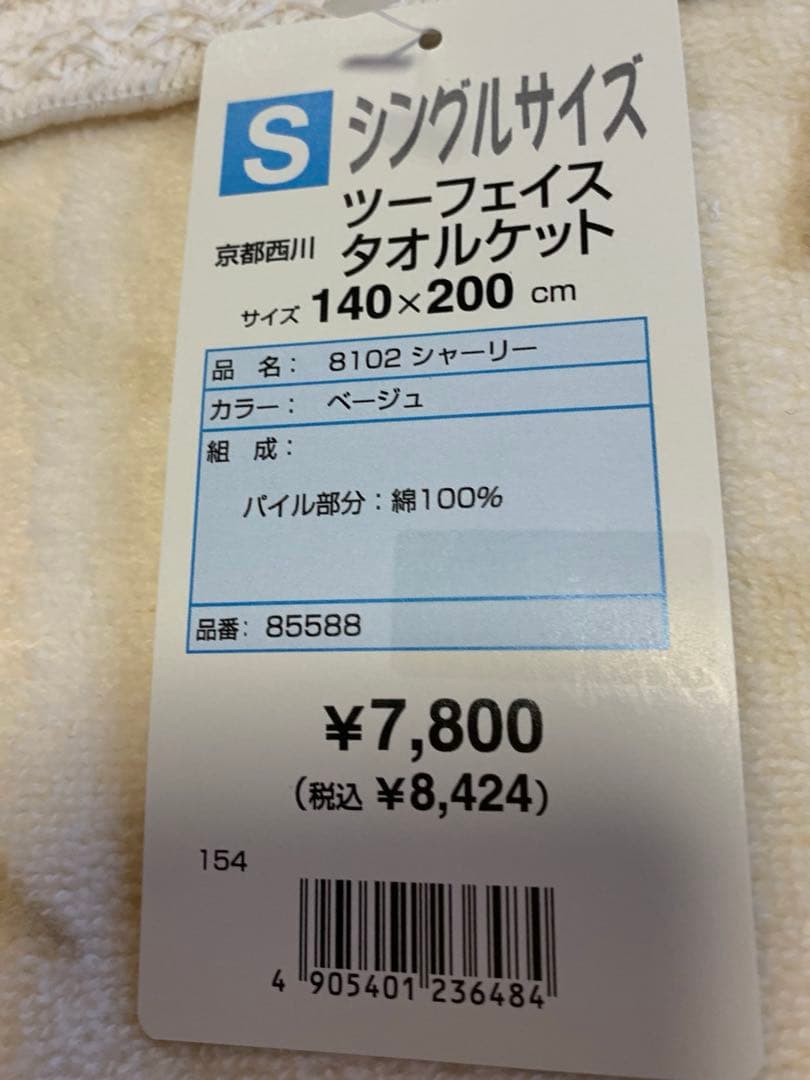 S シングルサイズ
ツーフェイス
京都西川 タオルケット
サイズ 140×200 cm
品 名： 8102 シャーリー
カラー： ベージュ
組 成：
パイル部分：綿100%
品番: 85588
¥7,800
（税込 ¥8,424）
154
4 905401 236484